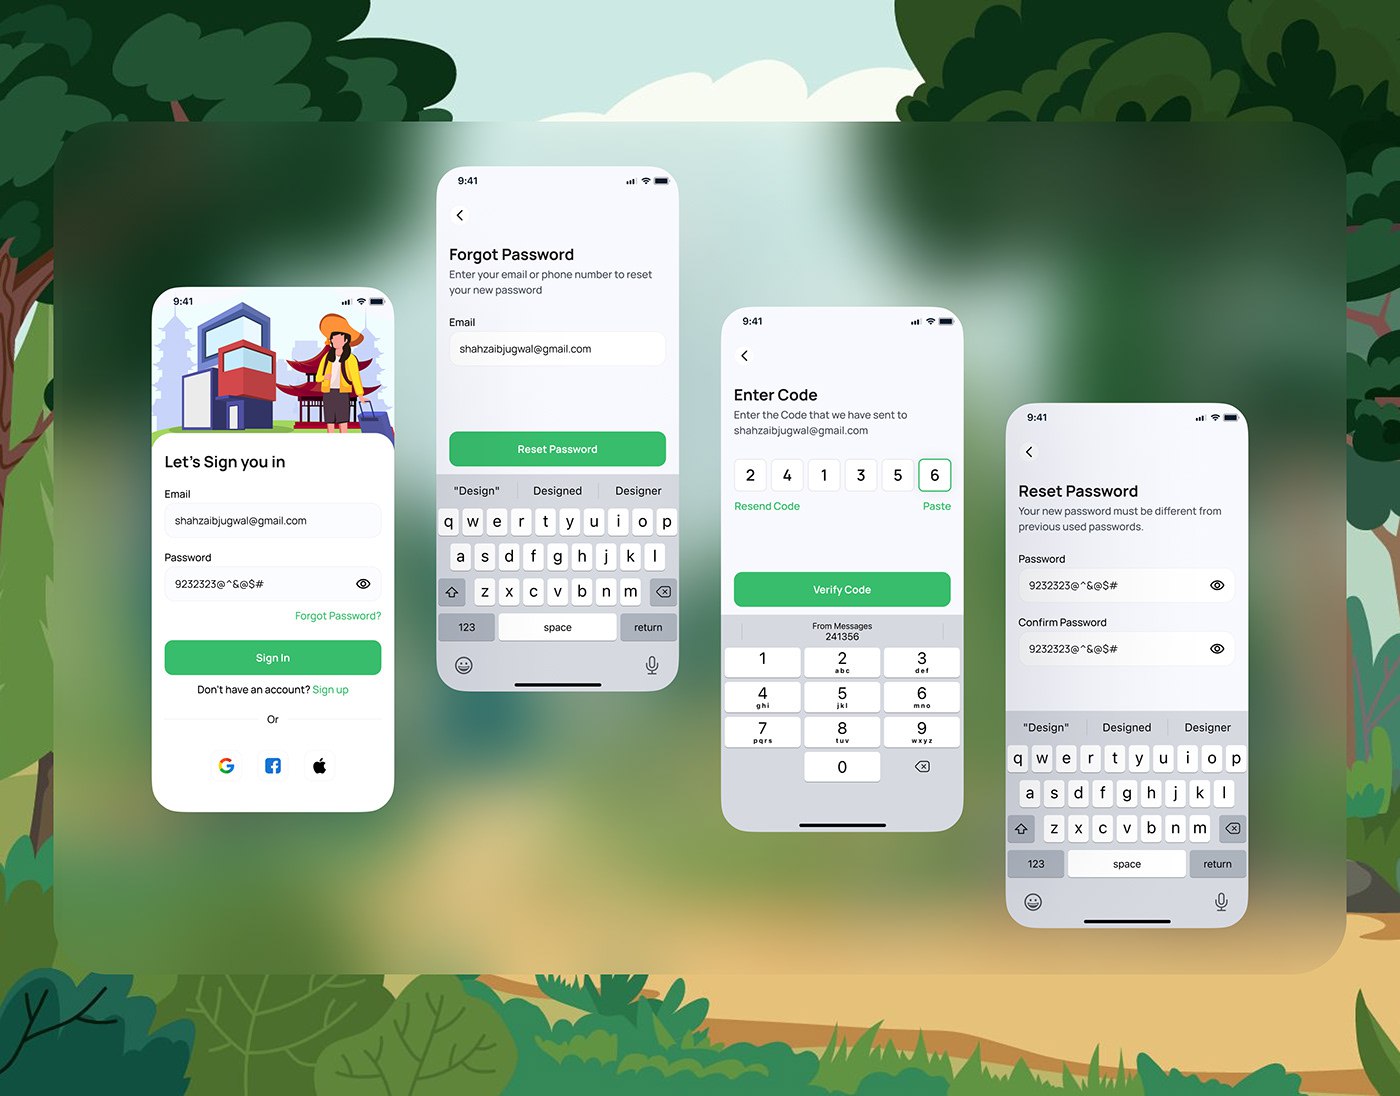 9:41
Let's Sign you in
Email
shahzaibjugwal@gmail.com
Password
9232323@^&@$#
Forgot Password?
Sign In
Don't have an account? Sign up
Or
9:41
Forgot Password
Enter your email or phone number to reset
your new password
Email
shahzaibjugwal@gmail.com
Reset Password
"Design" Designed Designer
q w e r t y u i o p
a s d f g h j k l
z x c v b n m
123 space return
9:41
Enter Code
Enter the Code that we have sent to
shahzaibjugwal@gmail.com
2 4 1 3 5 6
Resend Code Paste
Verify Code
From Messages
241356
1 2 3
abc def
4 5 6
ghi jkl mno
7 8 9
pqrs tuv wxyz
0
9:41
Reset Password
Your new password must be different from
previous used passwords.
Password
9232323@^&@$#
Confirm Password
9232323@^&@$#
"Design" Designed Designer
q w e r t y u i o p
a s d f g h j k l
z x c v b n m
123 space return